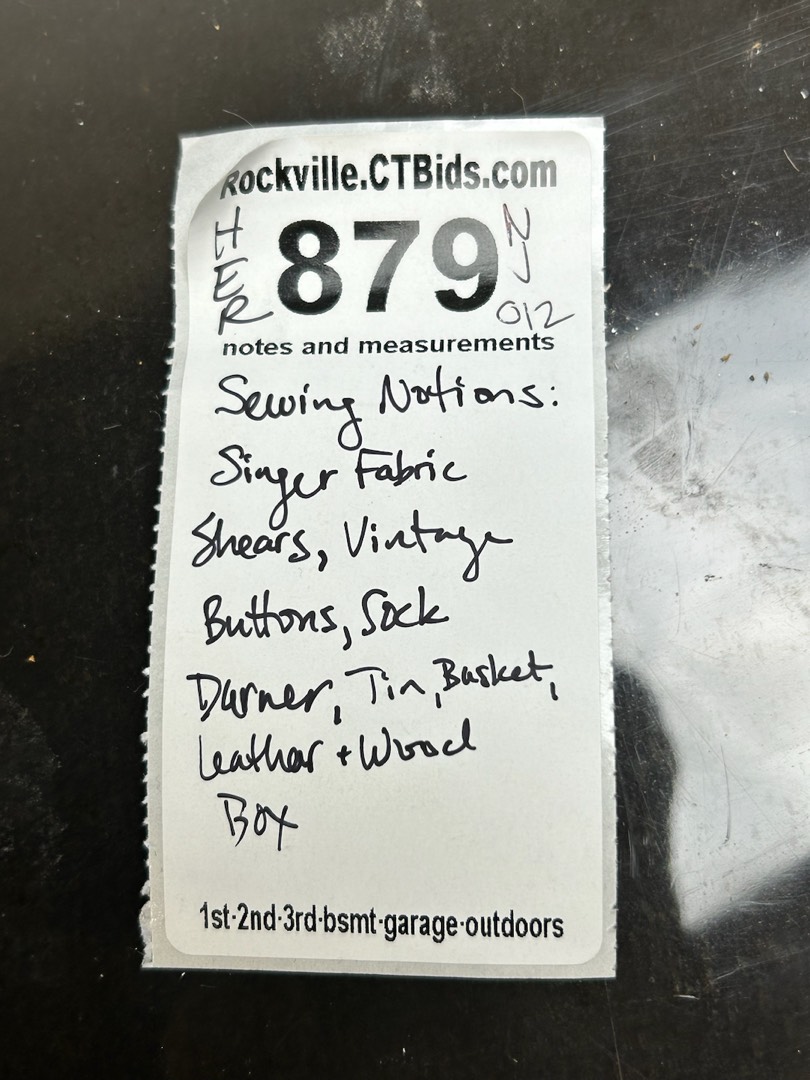 Rockville.CTBids.com
HER 879 NJ 012
notes and measurements
Sewing Notions:
Singer Fabric
Shears, Vintage
Buttons, Sock
Darner, Tin, Basket,
Leather + Wood
Box
1st·2nd·3rd·bsmt·garage·outdoors